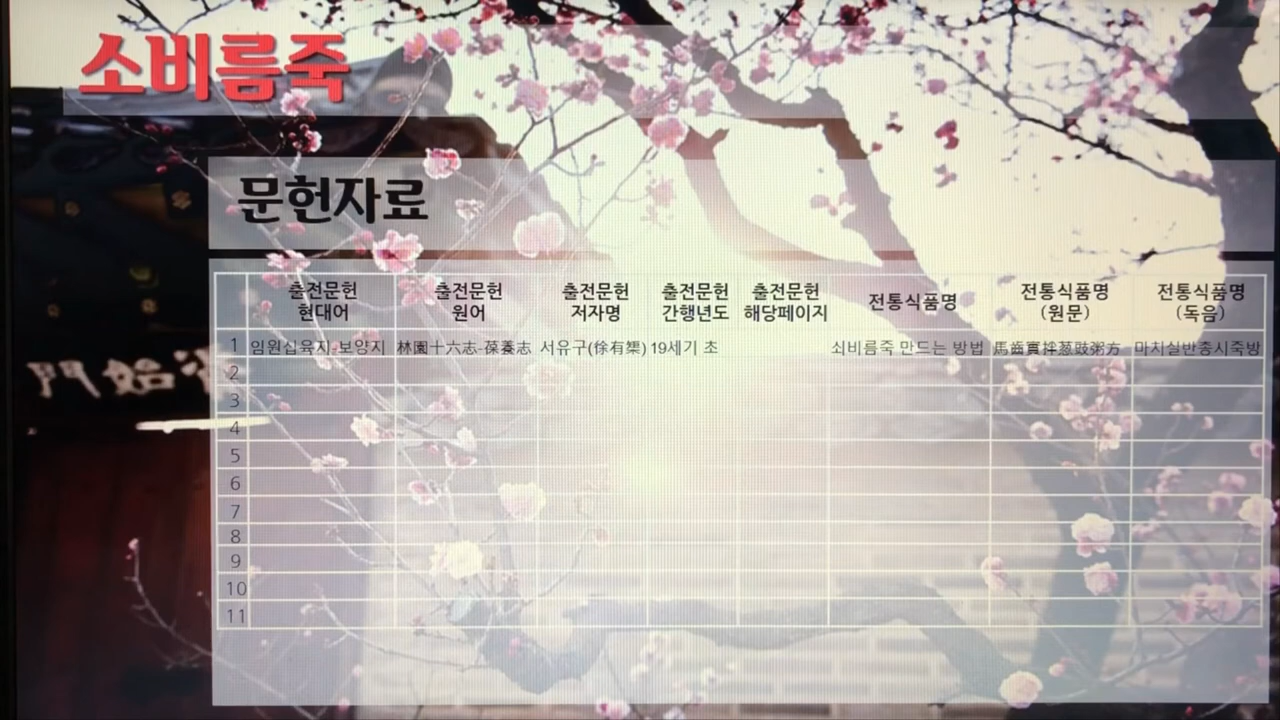 소비름죽
문헌자료
출전문헌 현대어
출전문헌 원어
출전문헌 저자명
출전문헌 간행년도
출전문헌 해당페이지
전통식품명
전통식품명 (원문)
전통식품명 (독음)
1 임원십육지-보양지 林園十六志-葆養志 서유구(徐有榘) 19세기 초 쇠비름죽 만드는 방법 馬齒實拌葱豉粥方 마치실반총시죽방
2
3
4
5
6
7
8
9
10
11
門始